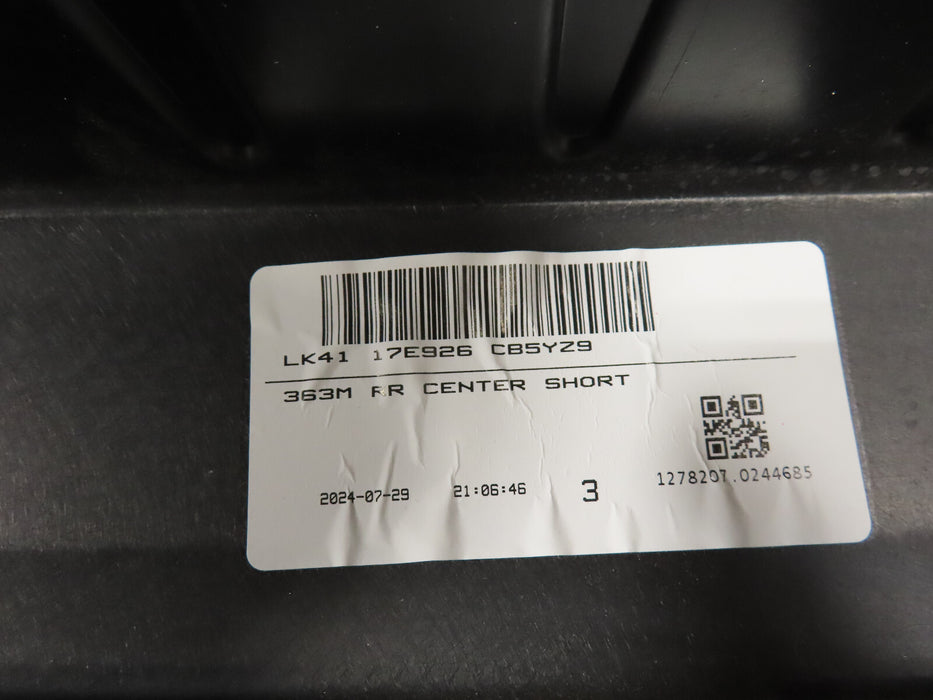 LK41 17E926 CB5YZ9
363M RR CENTER SHORT
2024-07-29 21:06:46 3
1278207.0244685